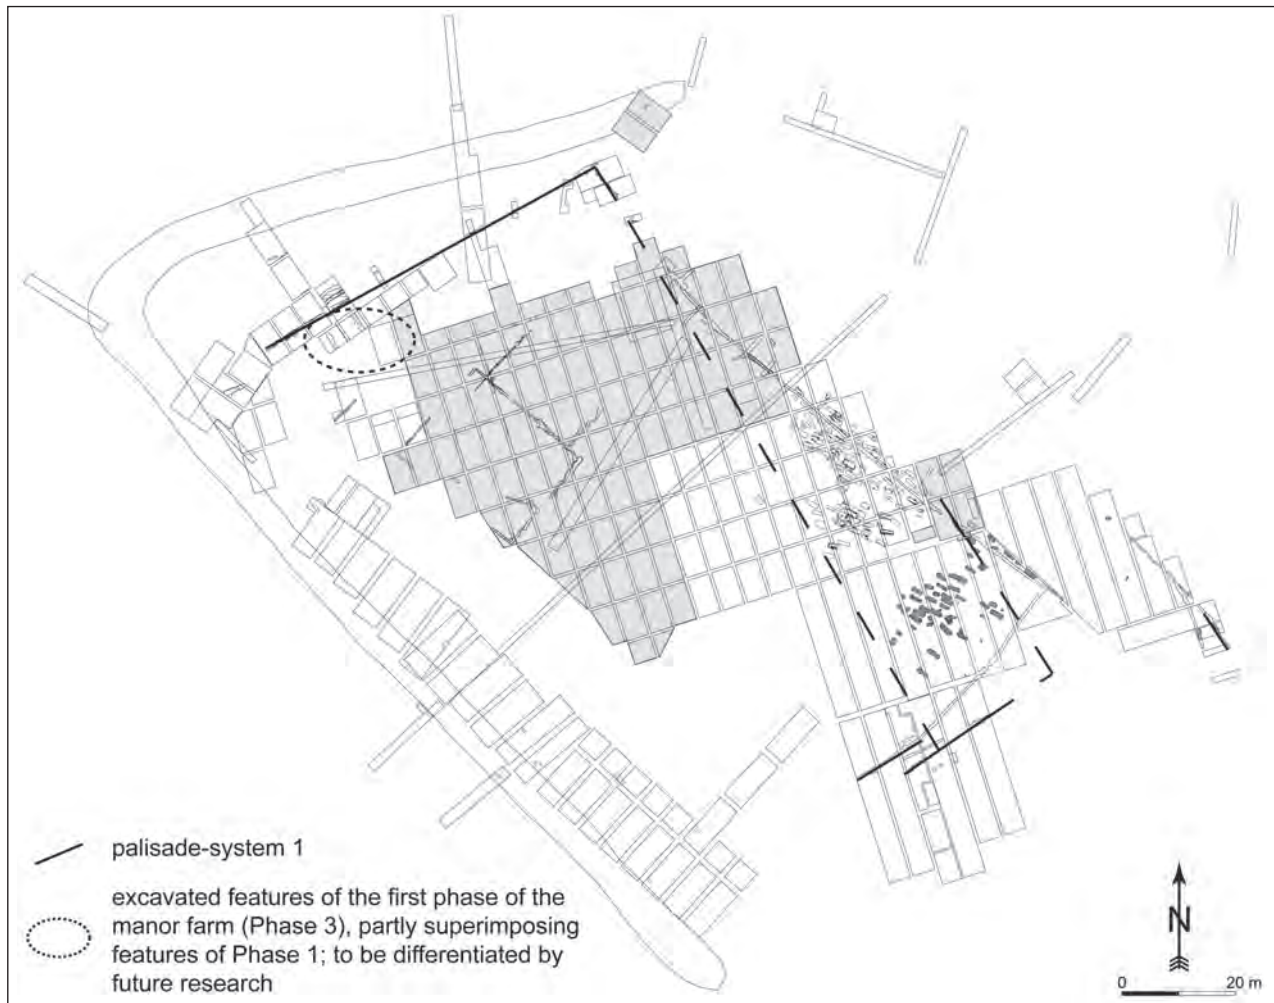 palisade-system 1
excavated features of the first phase of the
manor farm (Phase 3), partly superimposing
features of Phase 1; to be differentiated by
future research
N
0 20 m